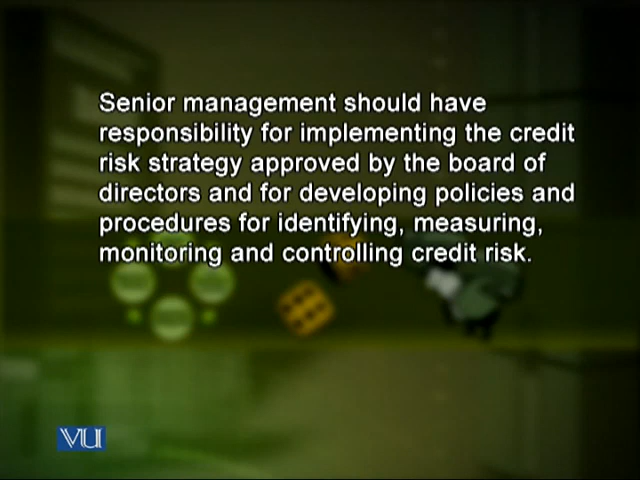 Senior management should have
responsibility for implementing the credit
risk strategy approved by the board of
directors and for developing policies and
procedures for identifying, measuring,
monitoring and controlling credit risk.
VU